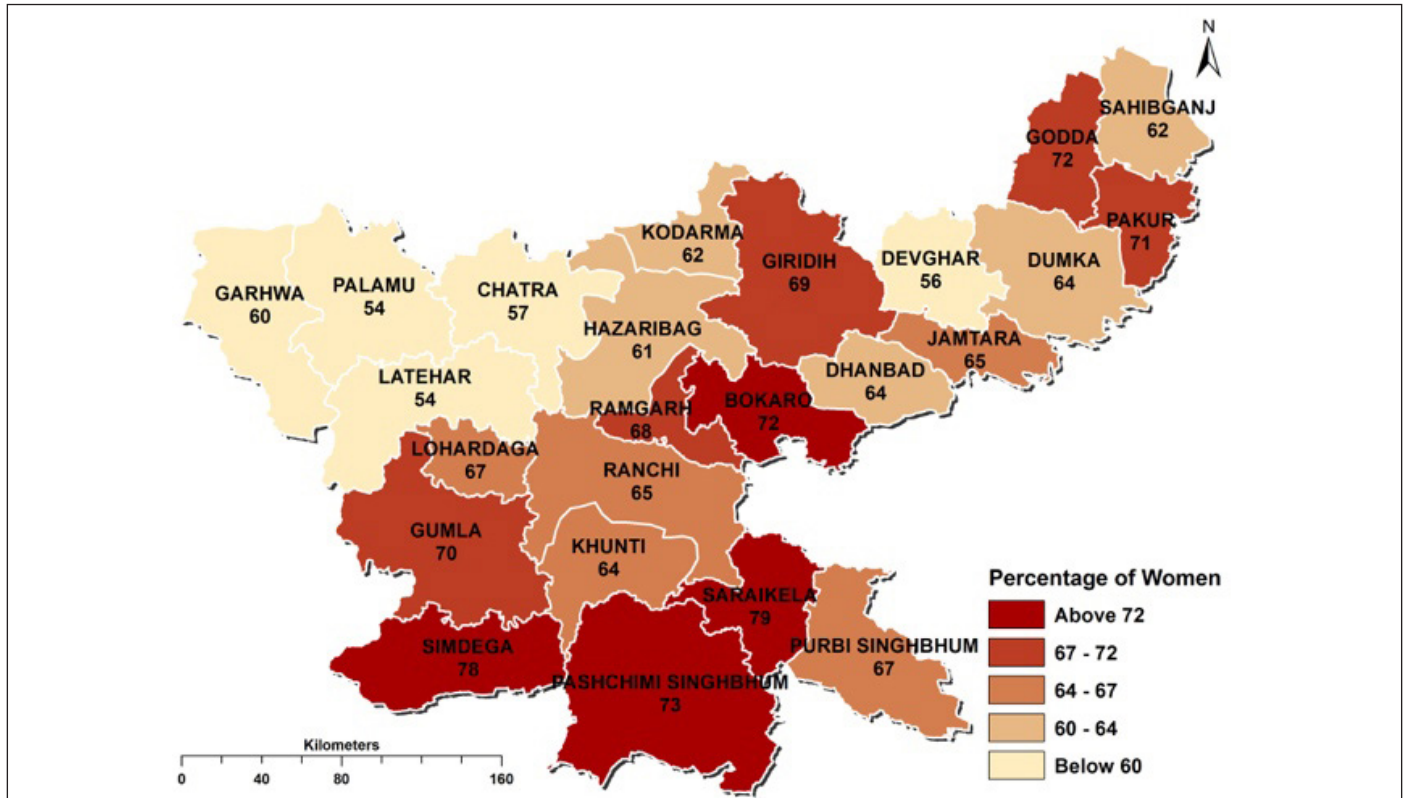 N
SAHIBGANJ
62
GODDA
72
PAKUR
71
KODARMA
62
GIRIDIH
69
DEVGHAR
56
DUMKA
64
GARHWA
60
PALAMU
54
CHATRA
57
HAZARIBAG
61
JAMTARA
65
DHANBAD
64
LATEHAR
54
RAMGARH
68
BOKARO
72
LOHARDAGA
67
RANCHI
65
GUMLA
70
KHUNTI
64
SARAIKELA
79
SIMDEGA
78
PURBI SINGHBHUM
67
PASHCHIMI SINGHBHUM
73
Percentage of Women
Above 72
67 - 72
64 - 67
60 - 64
Below 60
Kilometers
0 40 80 160